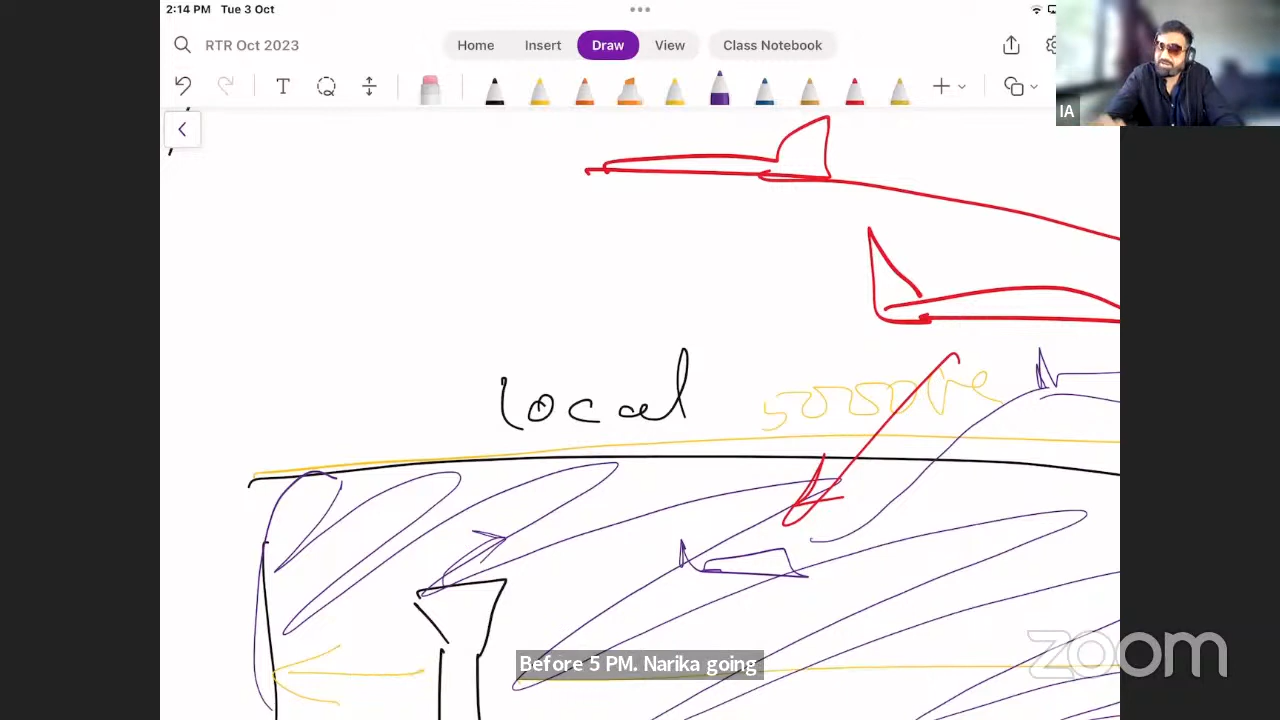 2:14 PM Tue 3 Oct
RTR Oct 2023
Home Insert Draw View Class Notebook
T
IA
local
Before 5 PM. Narika going
zoom